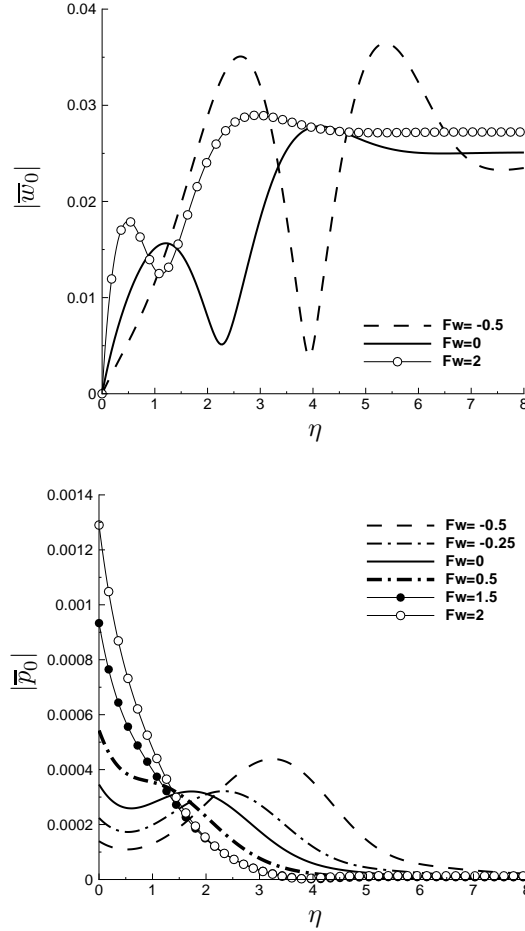 0.04
0.03
0.02
0.01
0
|w̅₀|
Fw= -0.5
Fw=0
Fw=2
0 1 2 3 4 5 6 7 8
η
0.0014
0.0012
0.001
0.0008
0.0006
0.0004
0.0002
0
|p̅₀|
Fw= -0.5
Fw= -0.25
Fw=0
Fw=0.5
Fw=1.5
Fw=2
0 1 2 3 4 5 6 7 8
η